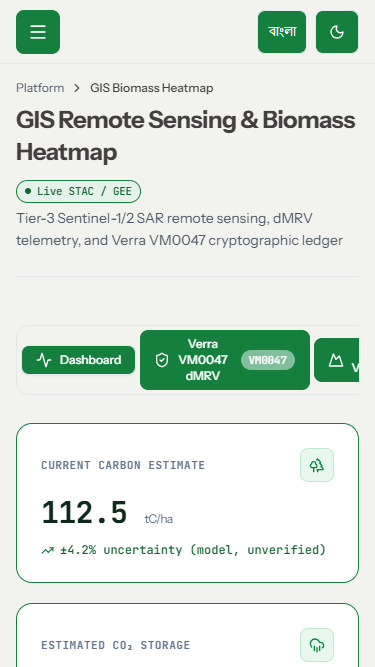 বাংলা
Platform > GIS Biomass Heatmap
GIS Remote Sensing & Biomass
Heatmap
Live STAC / GEE
Tier-3 Sentinel-1/2 SAR remote sensing, dMRV
telemetry, and Verra VM0047 cryptographic ledger
Dashboard
Verra
VM0047
dMRV
VM0047
CURRENT CARBON ESTIMATE
112.5 tC/ha
±4.2% uncertainty (model, unverified)
ESTIMATED CO₂ STORAGE